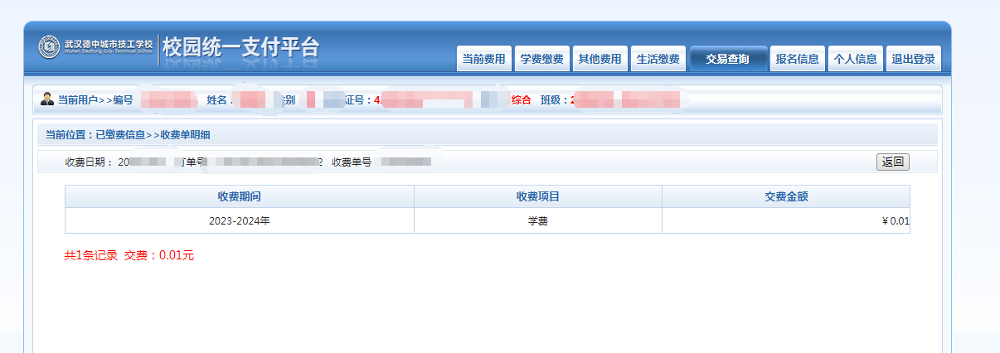 武汉德中城市技工学校
Wuhan Dezhong City Technical School
校园统一支付平台
当前费用 学费缴费 其他费用 生活缴费 交易查询 报名信息 个人信息 退出登录
当前用户>>编号 姓名: 别 证号:4 综合 班级:2
当前位置:已缴费信息>>收费单明细
收费日期: 20 订单号 2 收费单号 返回
收费期间 收费项目 交费金额
2023-2024年 学费 ¥0.01
共1条记录 交费:0.01元